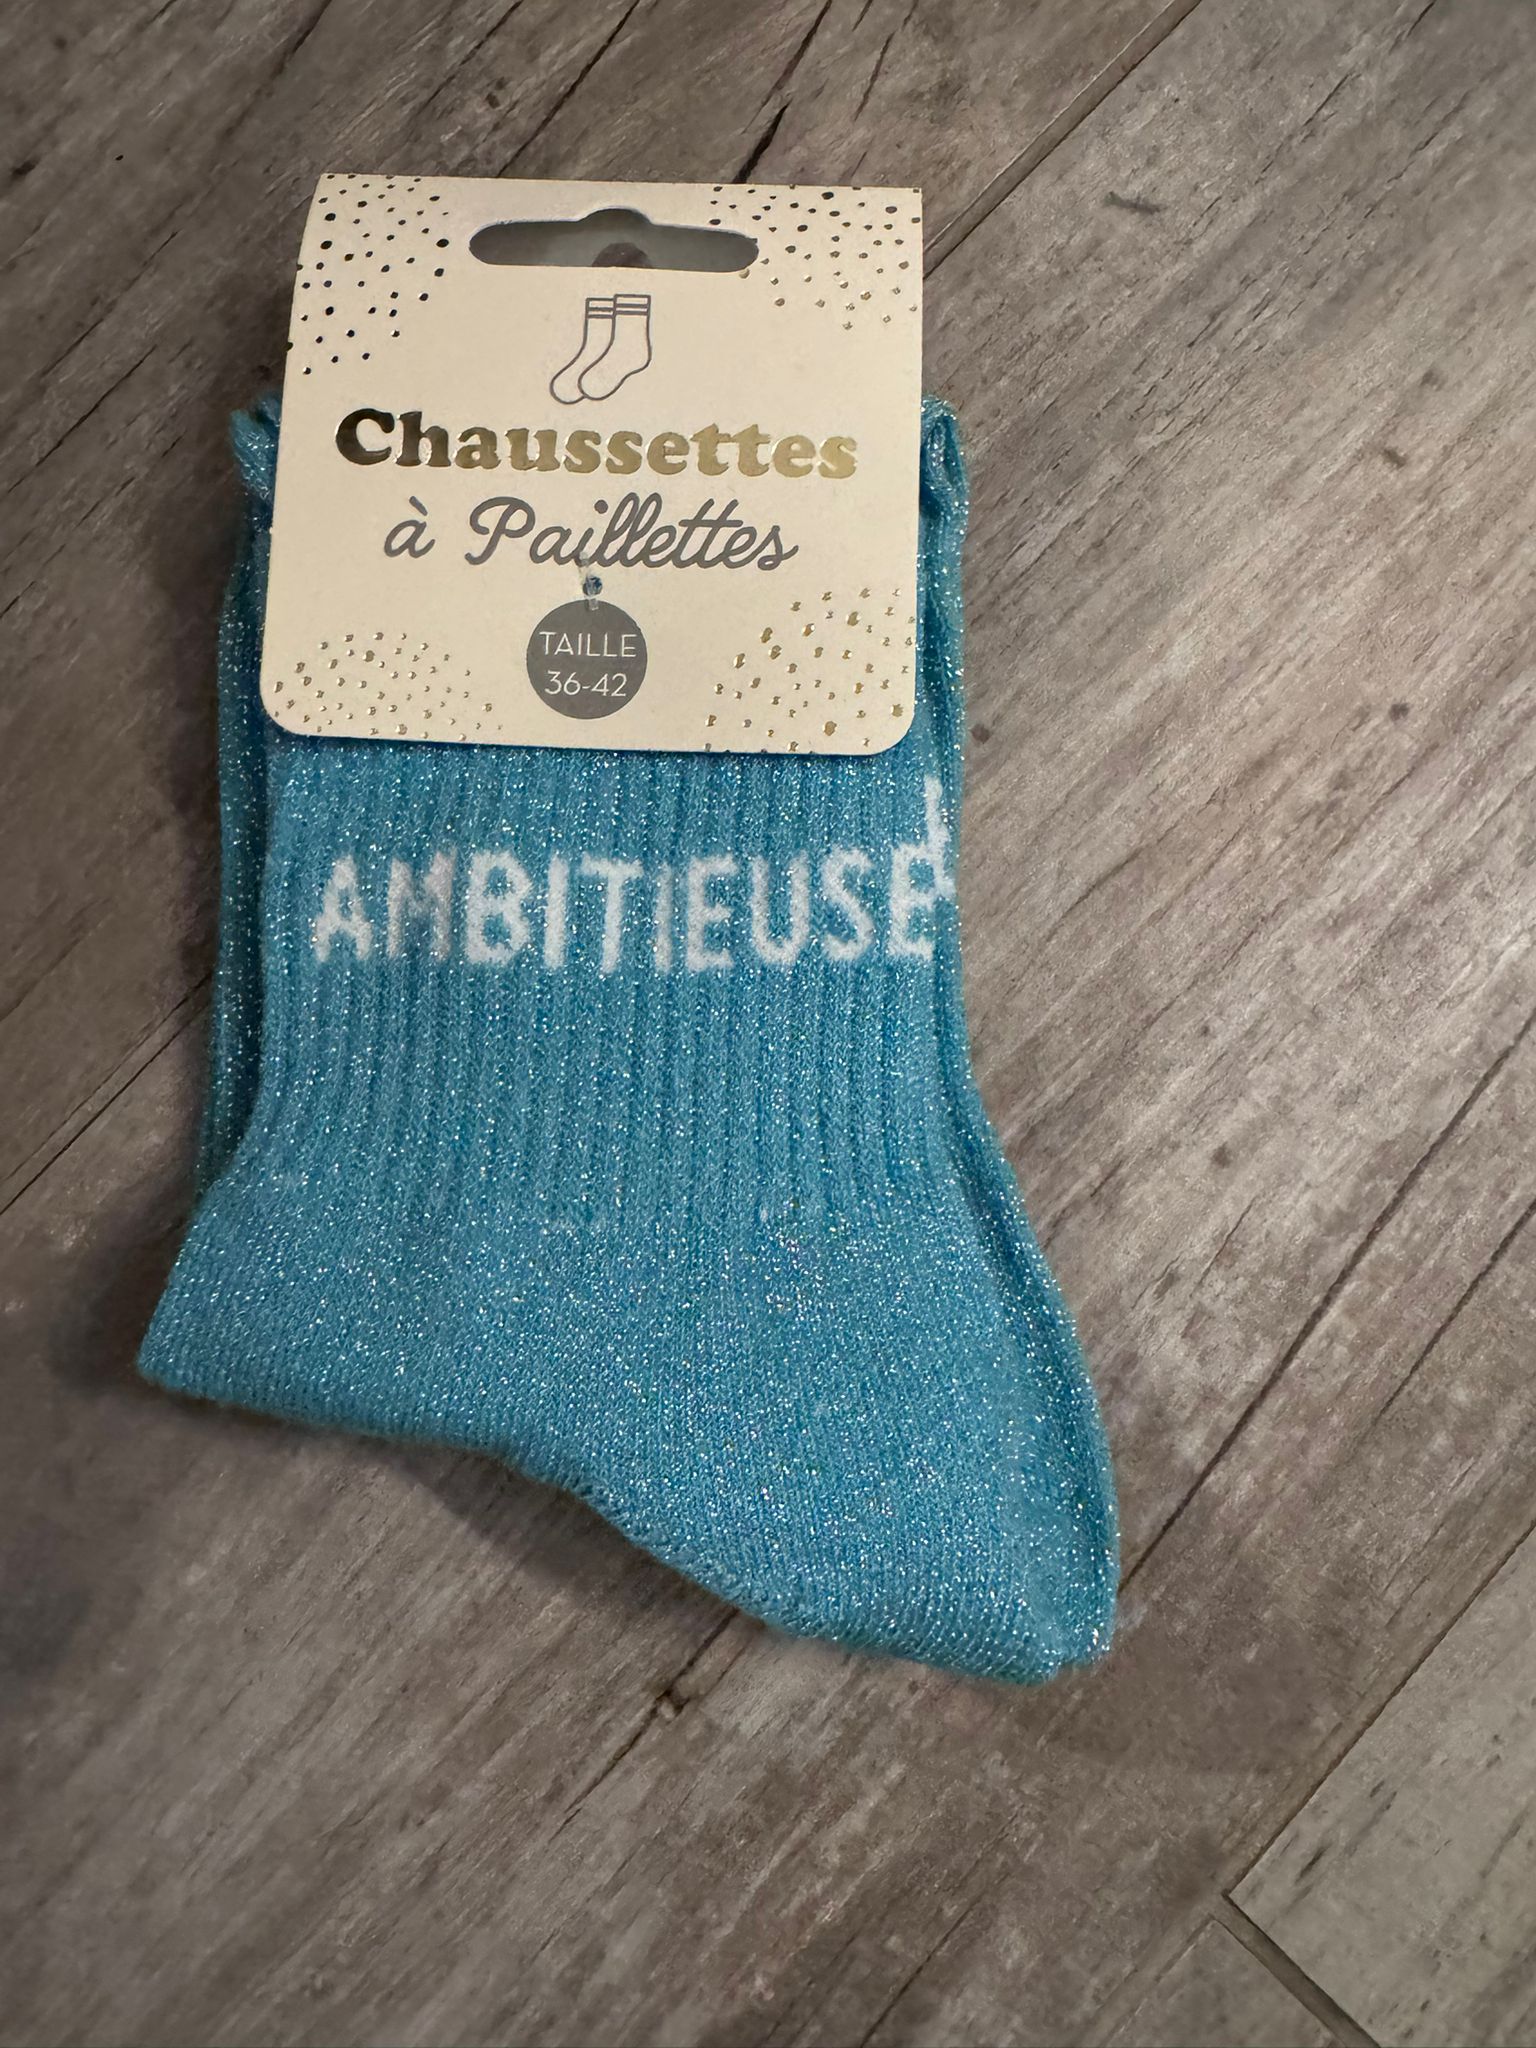 Chaussettes
à Paillettes
TAILLE
36-42
AMBITIEUSE